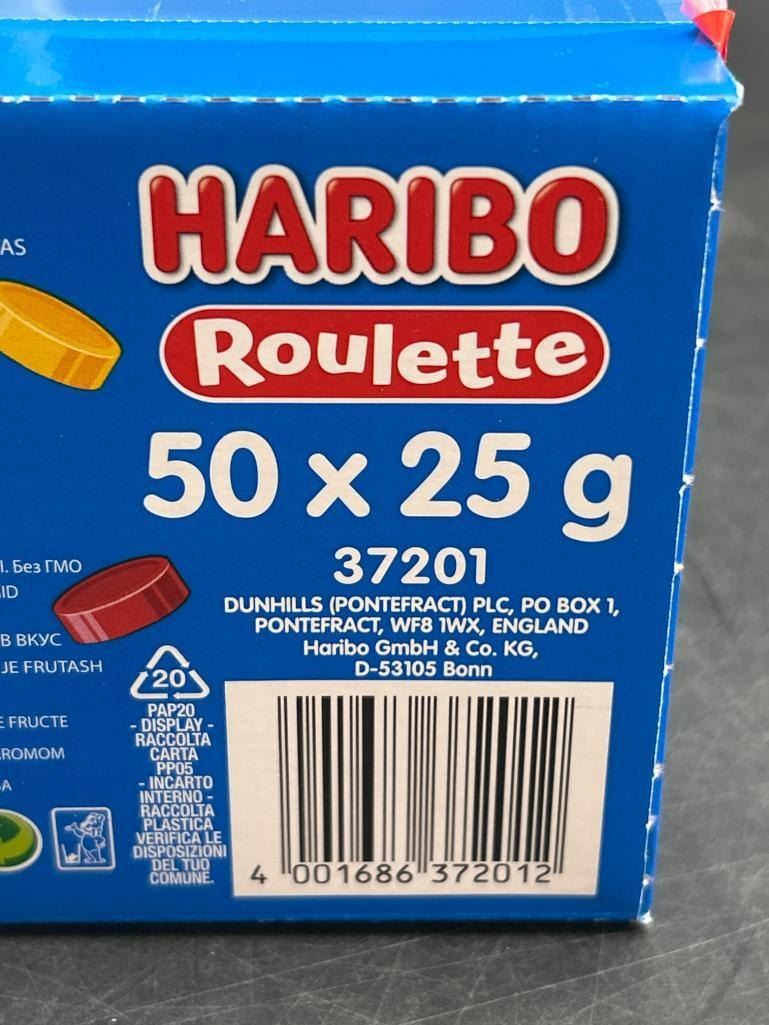 HARIBO
Roulette
50 x 25 g
37201
DUNHILLS (PONTEFRACT) PLC, PO BOX 1,
PONTEFRACT, WF8 1WX, ENGLAND
Haribo GmbH & Co. KG,
D-53105 Bonn
AS
. Без ГМО
ID
В ВКУС
JE FRUTASH
E FRUCTE
AROMOM
A
20
PAP20
- DISPLAY -
RACCOLTA
CARTA
PP05
- INCARTO
INTERNO -
RACCOLTA
PLASTICA
VERIFICA LE
DISPOSIZIONI
DEL TUO
COMUNE.
4 001686 372012